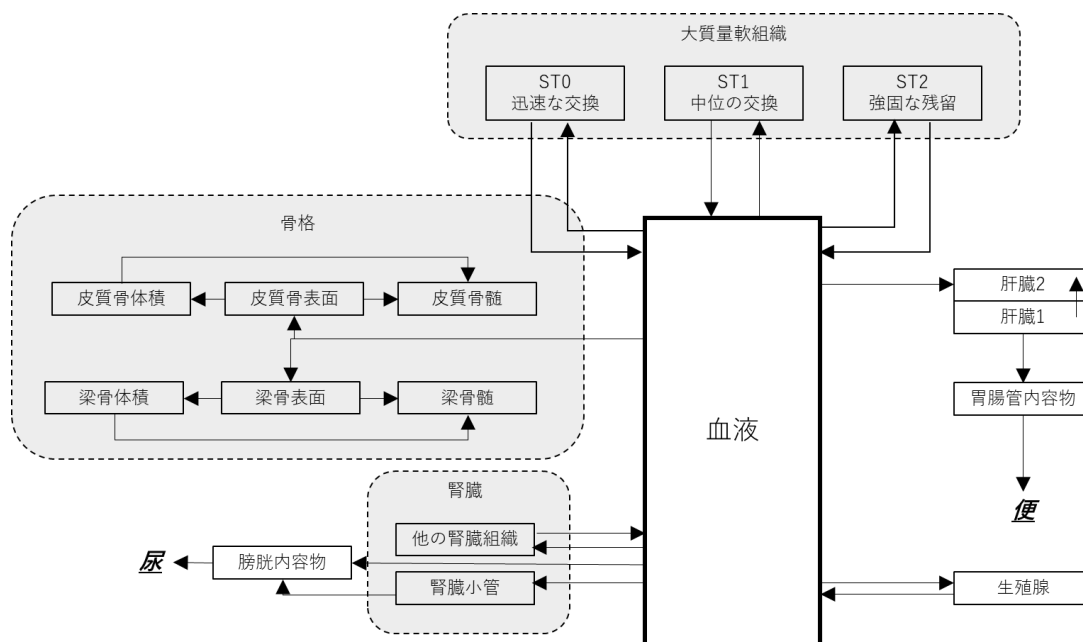 大質量軟組織
ST0
迅速な交換
ST1
中位の交換
ST2
強固な残留
骨格
皮質骨体積
皮質骨表面
皮質骨髄
梁骨体積
梁骨表面
梁骨髄
血液
肝臓2
肝臓1
胃腸管内容物
便
腎臓
他の腎臓組織
腎臓小管
膀胱内容物
尿
生殖腺